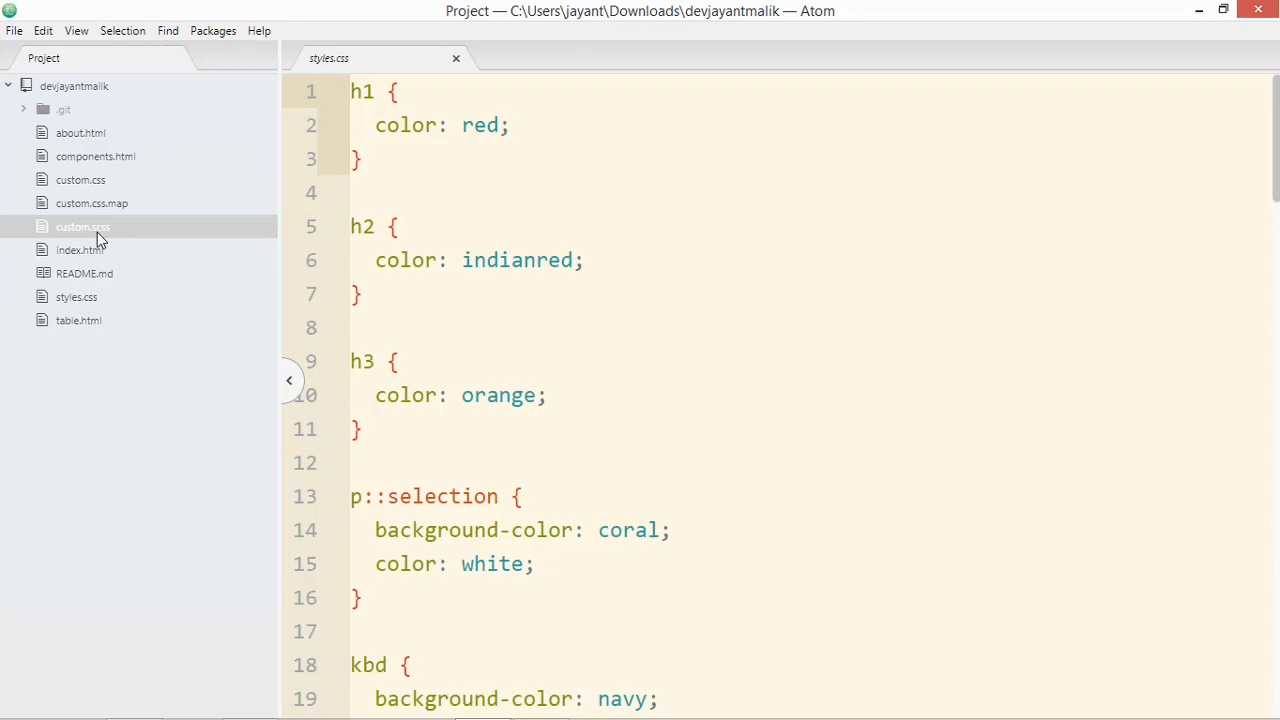 Project — C:\Users\jayant\Downloads\devjayantmalik — Atom
File Edit View Selection Find Packages Help
Project
styles.css
devjayantmalik
.git
about.html
components.html
custom.css
custom.css.map
custom.scss
index.html
README.md
styles.css
table.html
1 h1 {
2 color: red;
3 }
4
5 h2 {
6 color: indianred;
7 }
8
9 h3 {
10 color: orange;
11 }
12
13 p::selection {
14 background-color: coral;
15 color: white;
16 }
17
18 kbd {
19 background-color: navy;